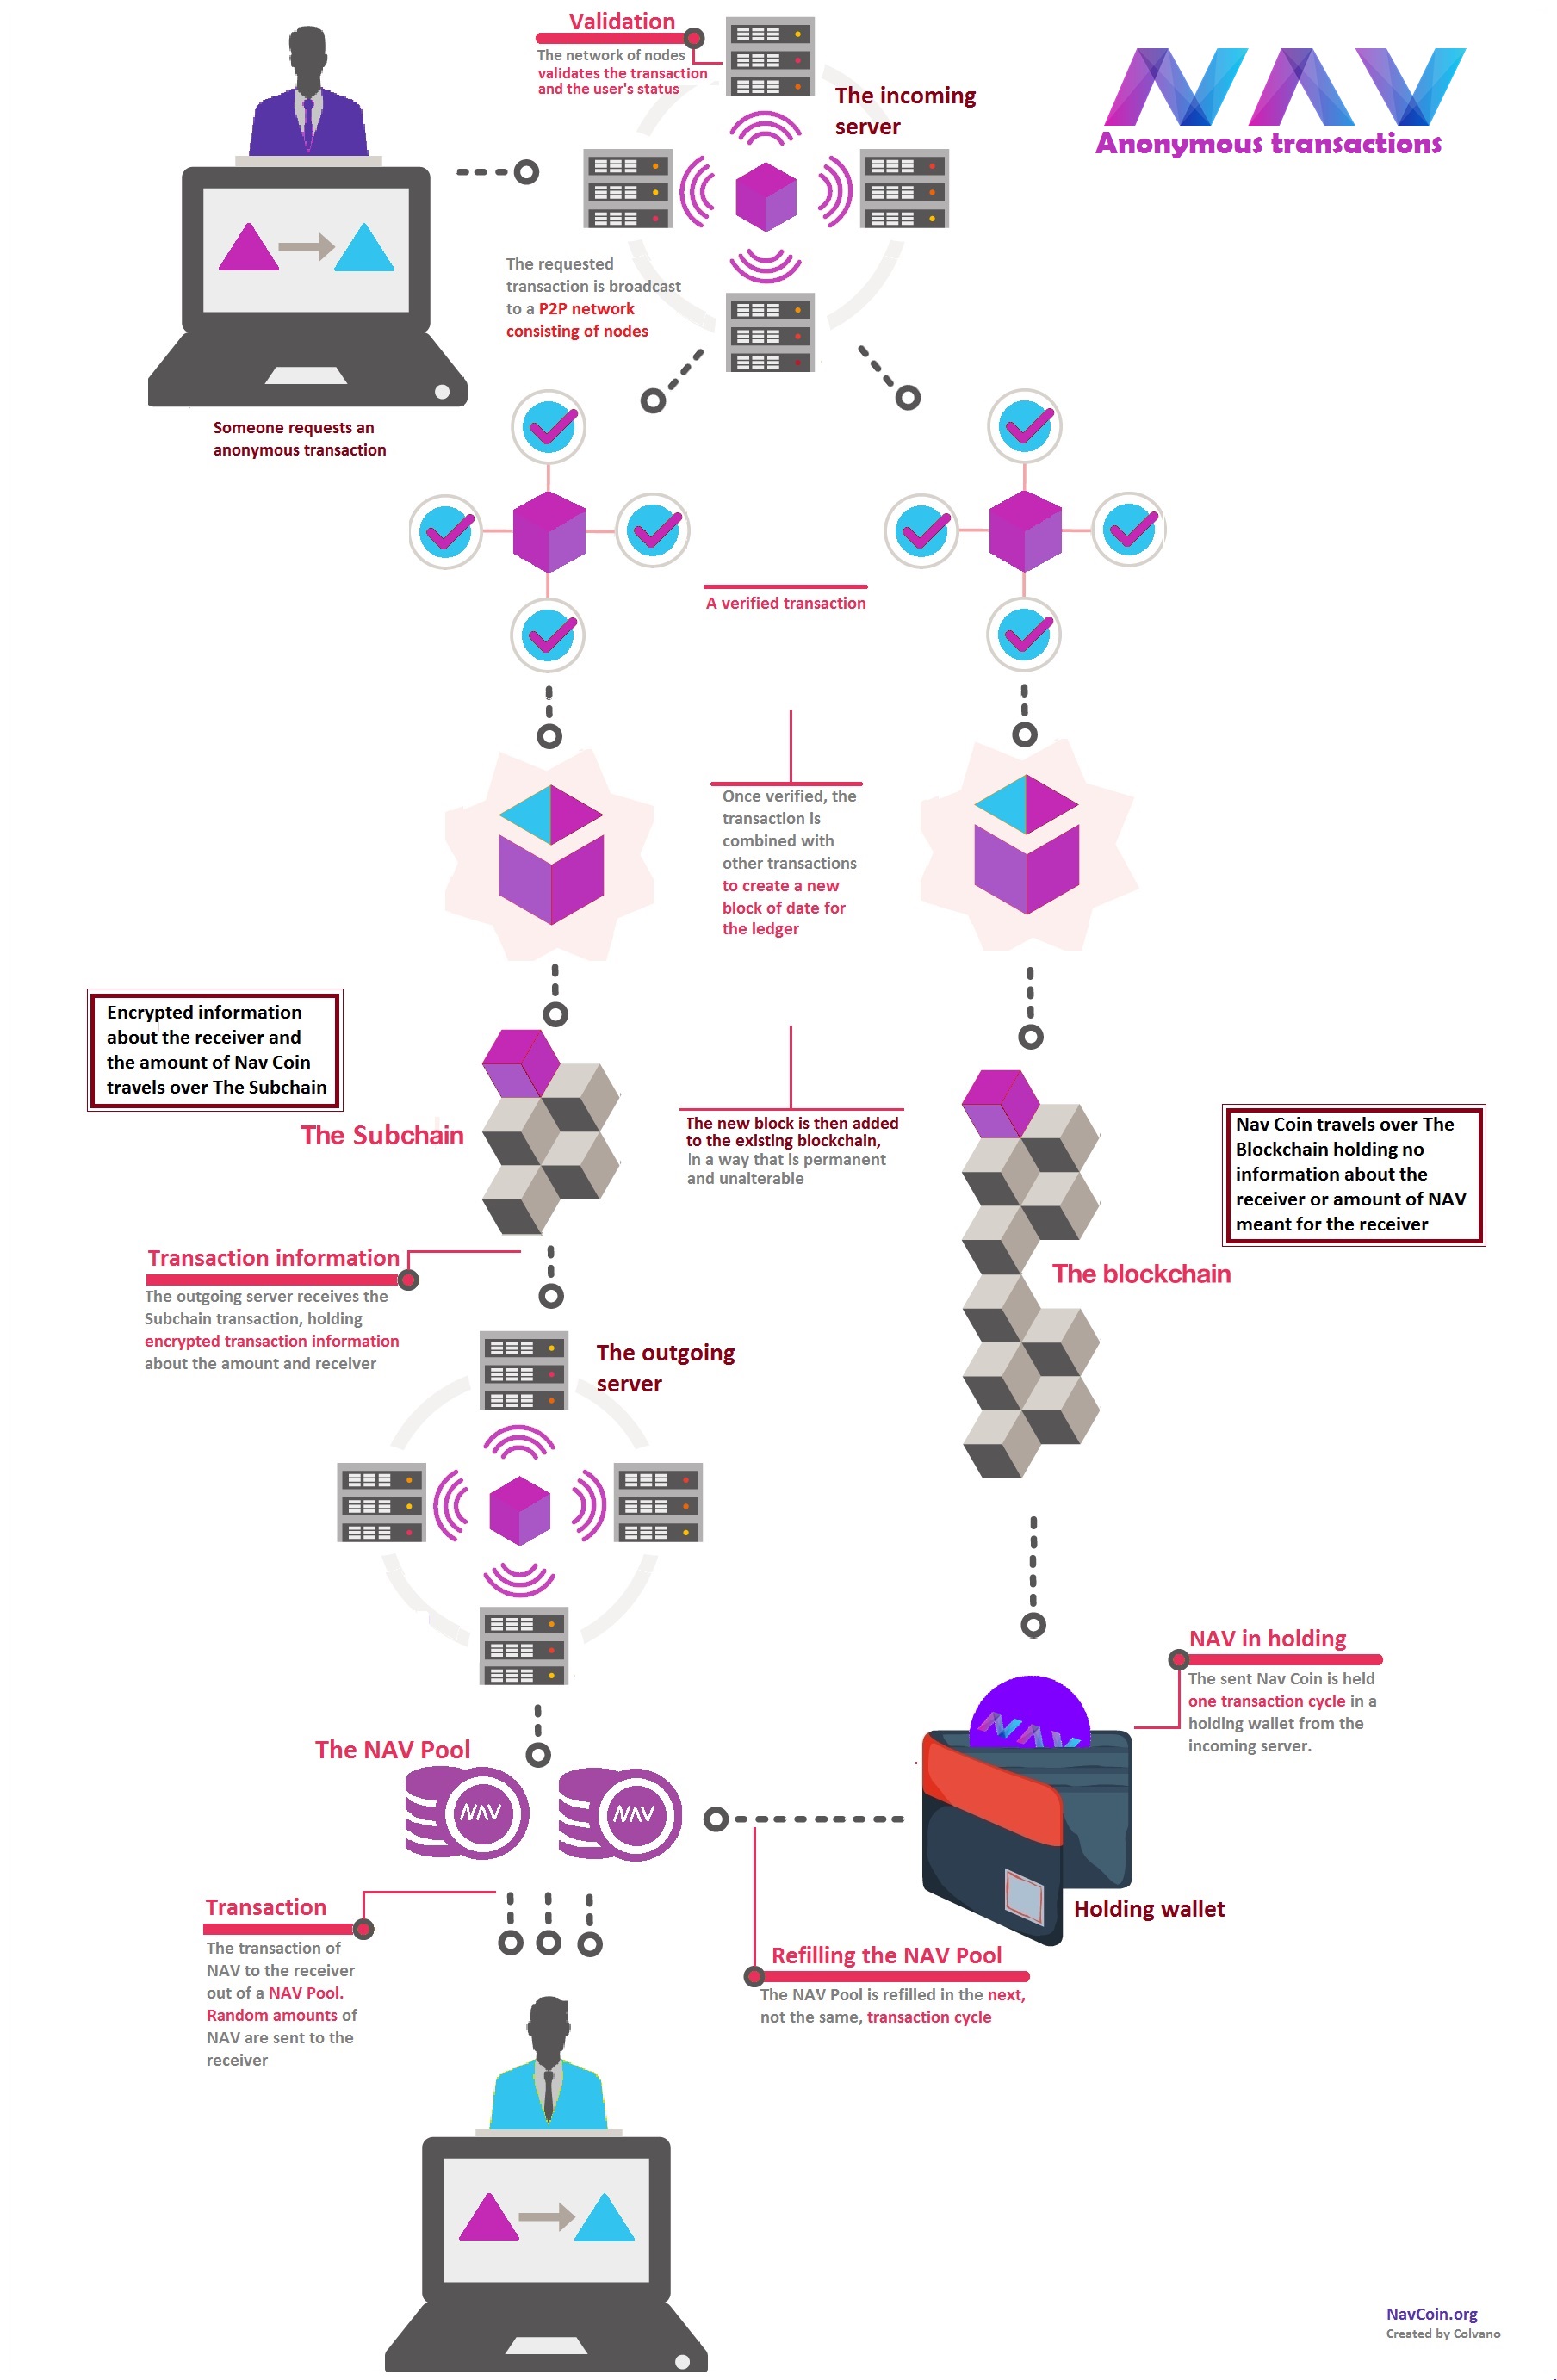 Validation
The network of nodes
validates the transaction
and the user's status
The incoming
server
NAV
Anonymous transactions
The requested
transaction is broadcast
to a P2P network
consisting of nodes
Someone requests an
anonymous transaction
A verified transaction
Once verified, the
transaction is
combined with
other transactions
to create a new
block of date for
the ledger
Encrypted information
about the receiver and
the amount of Nav Coin
travels over The Subchain
The Subchain
The new block is then added
to the existing blockchain,
in a way that is permanent
and unalterable
Nav Coin travels over The
Blockchain holding no
information about the
receiver or amount of NAV
meant for the receiver
The blockchain
Transaction information
The outgoing server receives the
Subchain transaction, holding
encrypted transaction information
about the amount and receiver
The outgoing
server
NAV in holding
The sent Nav Coin is held
one transaction cycle in a
holding wallet from the
incoming server.
NAV
The NAV Pool
NAV
NAV
Holding wallet
Transaction
The transaction of
NAV to the receiver
out of a NAV Pool.
Random amounts of
NAV are sent to the
receiver
Refilling the NAV Pool
The NAV Pool is refilled in the next,
not the same, transaction cycle
NavCoin.org
Created by Colvano